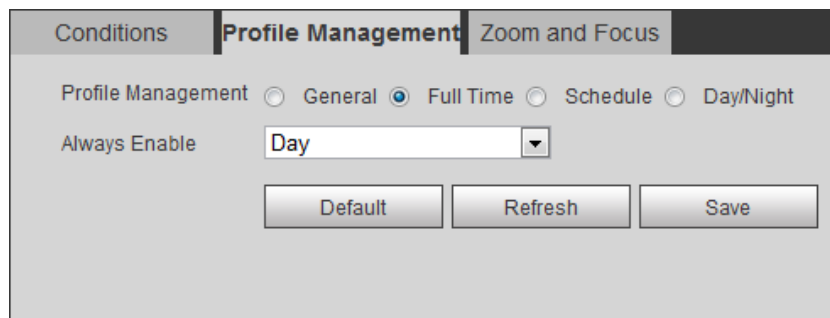 Conditions Profile Management Zoom and Focus
Profile Management General Full Time Schedule Day/Night
Always Enable Day
Default Refresh Save